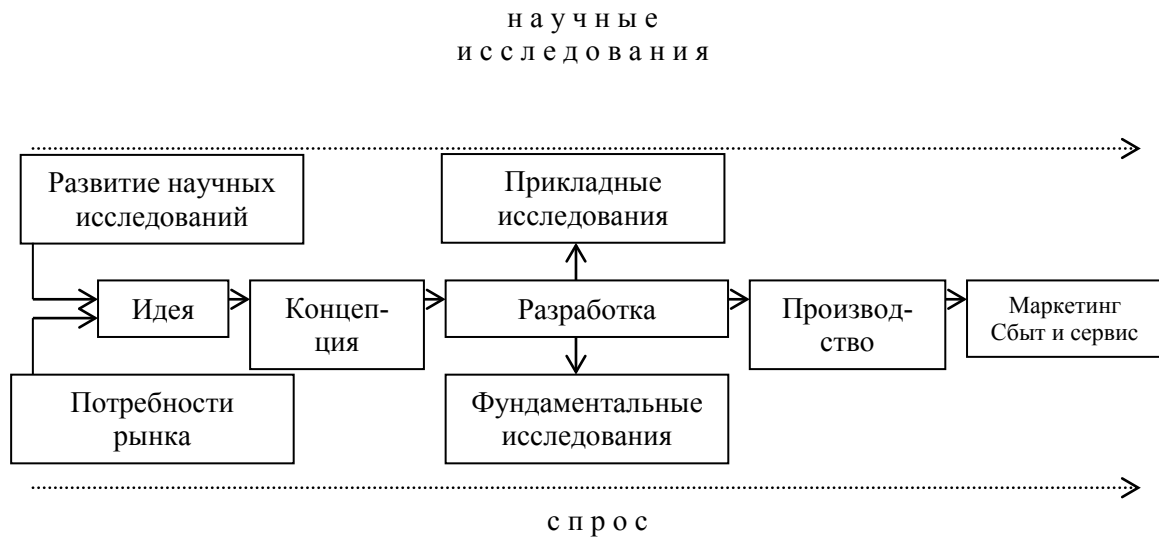 н а у ч н ы е
и с с л е д о в а н и я
Развитие научных
исследований
Прикладные
исследования
Идея
Концеп-
ция
Разработка
Производ-
ство
Маркетинг
Сбыт и сервис
Потребности
рынка
Фундаментальные
исследования
с п р о с